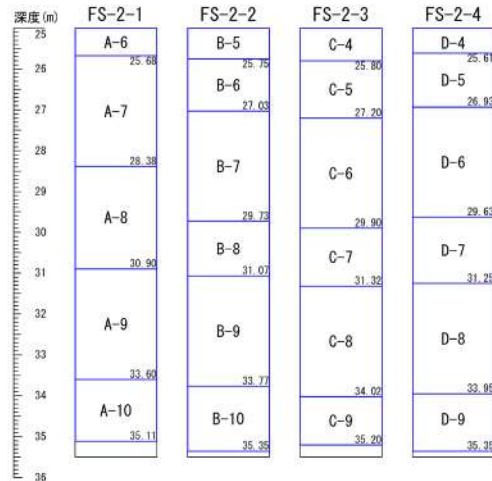 深度(m) FS-2-1 FS-2-2 FS-2-3 FS-2-4
25
A-6 B-5 C-4 D-4
25.68 25.75 25.80 25.61
26
B-6 C-5 D-5
27.03 27.20 26.93
27
A-7
28
28.38
B-7 C-6 D-6
29
29.73 29.90 29.63
A-8
30
B-8 C-7 D-7
30.90 31.07 31.32 31.25
31
32
A-9 B-9 C-8 D-8
33
33.60 33.77 34.02 33.95
34
A-10 B-10 C-9 D-9
35
35.11 35.35 35.20 35.35
36